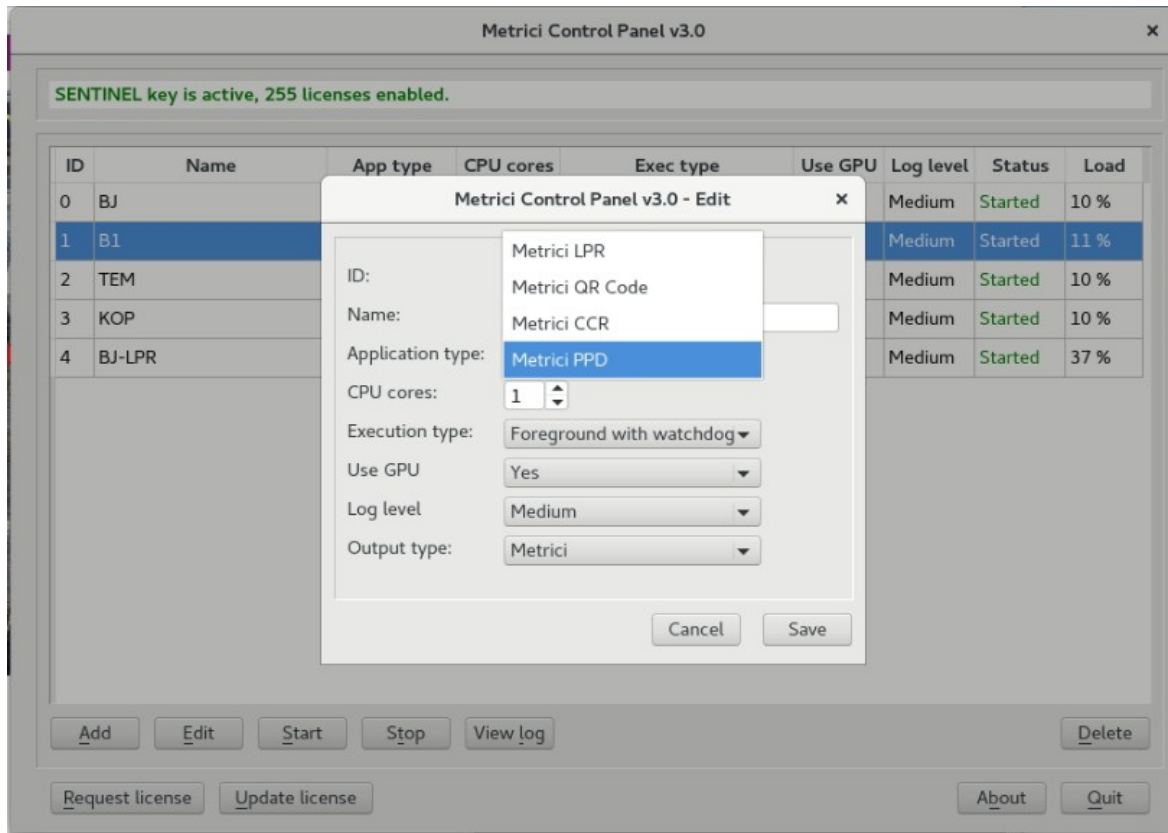 Metrici Control Panel v3.0 ×
SENTINEL key is active, 255 licenses enabled.
ID Name App type CPU cores Exec type Use GPU Log level Status Load
0 BJ Medium Started 10 %
1 B1 Medium Started 11 %
2 TEM Medium Started 10 %
3 KOP Medium Started 10 %
4 BJ-LPR Medium Started 37 %
Metrici Control Panel v3.0 - Edit ×
ID:
Name:
Application type:
Metrici LPR
Metrici QR Code
Metrici CCR
Metrici PPD
CPU cores: 1
Execution type: Foreground with watchdog
Use GPU Yes
Log level Medium
Output type: Metrici
Cancel Save
Add Edit Start Stop View log Delete
Request license Update license About Quit